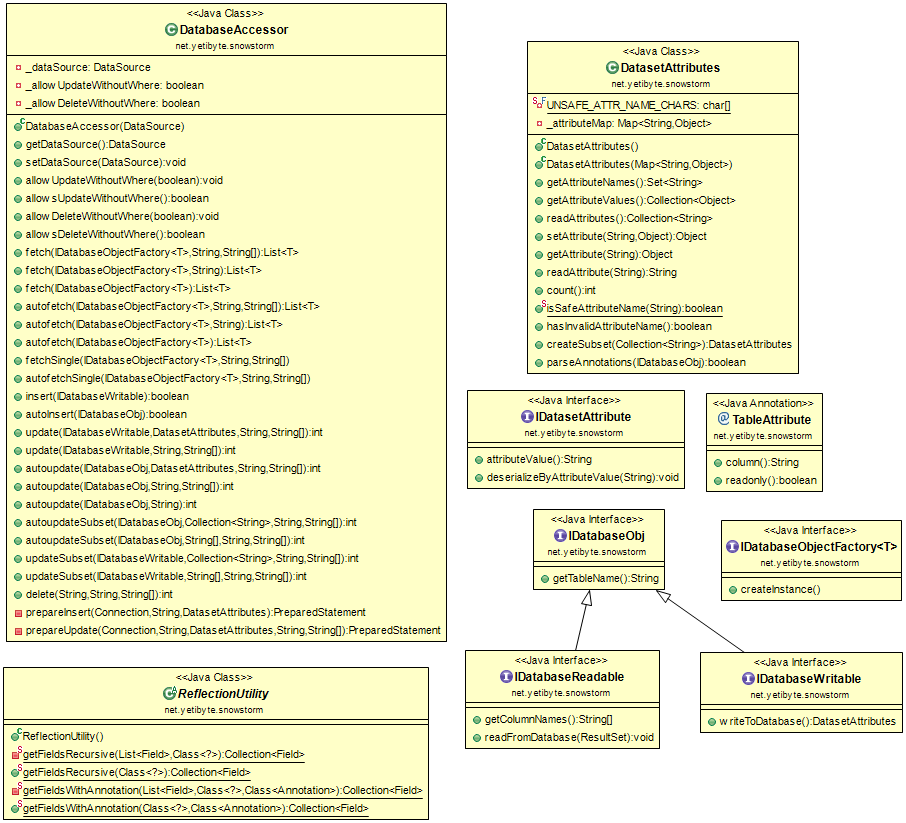 <<Java Class>>
DatabaseAccessor
net.yetibyte.snowstorm
_dataSource: DataSource
_allowUpdateWithoutWhere: boolean
_allowDeleteWithoutWhere: boolean
DatabaseAccessor(DataSource)
getDataSource():DataSource
setDataSource(DataSource):void
allowUpdateWithoutWhere(boolean):void
allowsUpdateWithoutWhere():boolean
allowDeleteWithoutWhere(boolean):void
allowsDeleteWithoutWhere():boolean
fetch(IDatabaseObjectFactory<T>,String,String[]):List<T>
fetch(IDatabaseObjectFactory<T>,String):List<T>
fetch(IDatabaseObjectFactory<T>):List<T>
autofetch(IDatabaseObjectFactory<T>,String,String[]):List<T>
autofetch(IDatabaseObjectFactory<T>,String):List<T>
autofetch(IDatabaseObjectFactory<T>):List<T>
fetchSingle(IDatabaseObjectFactory<T>,String,String[])
autofetchSingle(IDatabaseObjectFactory<T>,String,String[])
insert(IDatabaseWritable):boolean
autoInsert(IDatabaseObj):boolean
update(IDatabaseWritable,DatasetAttributes,String,String[]):int
update(IDatabaseWritable,String,String[]):int
autoupdate(IDatabaseObj,DatasetAttributes,String,String[]):int
autoupdate(IDatabaseObj,String,String[]):int
autoupdate(IDatabaseObj,String):int
autoupdateSubset(IDatabaseObj,Collection<String>,String,String[]):int
autoupdateSubset(IDatabaseObj,String[],String,String[]):int
updateSubset(IDatabaseWritable,Collection<String>,String,String[]):int
updateSubset(IDatabaseWritable,String[],String,String[]):int
delete(String,String,String[]):int
prepareInsert(Connection,String,DatasetAttributes):PreparedStatement
prepareUpdate(Connection,String,DatasetAttributes,String,String[]):PreparedStatement
<<Java Class>>
DatasetAttributes
net.yetibyte.snowstorm
UNSAFE_ATTR_NAME_CHARS: char[]
_attributeMap: Map<String,Object>
DatasetAttributes()
DatasetAttributes(Map<String,Object>)
getAttributeNames():Set<String>
getAttributeValues():Collection<Object>
readAttributes():Collection<String>
setAttribute(String,Object):Object
getAttribute(String):Object
readAttribute(String):String
count():int
isSafeAttributeName(String):boolean
hasInvalidAttributeName():boolean
createSubset(Collection<String>):DatasetAttributes
parseAnnotations(IDatabaseObj):boolean
<<Java Interface>>
IDatasetAttribute
net.yetibyte.snowstorm
attributeValue():String
deserializeByAttributeValue(String):void
<<Java Annotation>>
TableAttribute
net.yetibyte.snowstorm
column():String
readonly():boolean
<<Java Interface>>
IDatabaseObj
net.yetibyte.snowstorm
getTableName():String
<<Java Interface>>
IDatabaseObjectFactory<T>
net.yetibyte.snowstorm
createInstance()
<<Java Interface>>
IDatabaseReadable
net.yetibyte.snowstorm
getColumnNames():String[]
readFromDatabase(ResultSet):void
<<Java Interface>>
IDatabaseWritable
net.yetibyte.snowstorm
writeToDatabase():DatasetAttributes
<<Java Class>>
ReflectionUtility
net.yetibyte.snowstorm
ReflectionUtility()
getFieldsRecursive(List<Field>,Class<?>):Collection<Field>
getFieldsRecursive(Class<?>):Collection<Field>
getFieldsWithAnnotation(List<Field>,Class<?>,Class<Annotation>):Collection<Field>
getFieldsWithAnnotation(Class<?>,Class<Annotation>):Collection<Field>